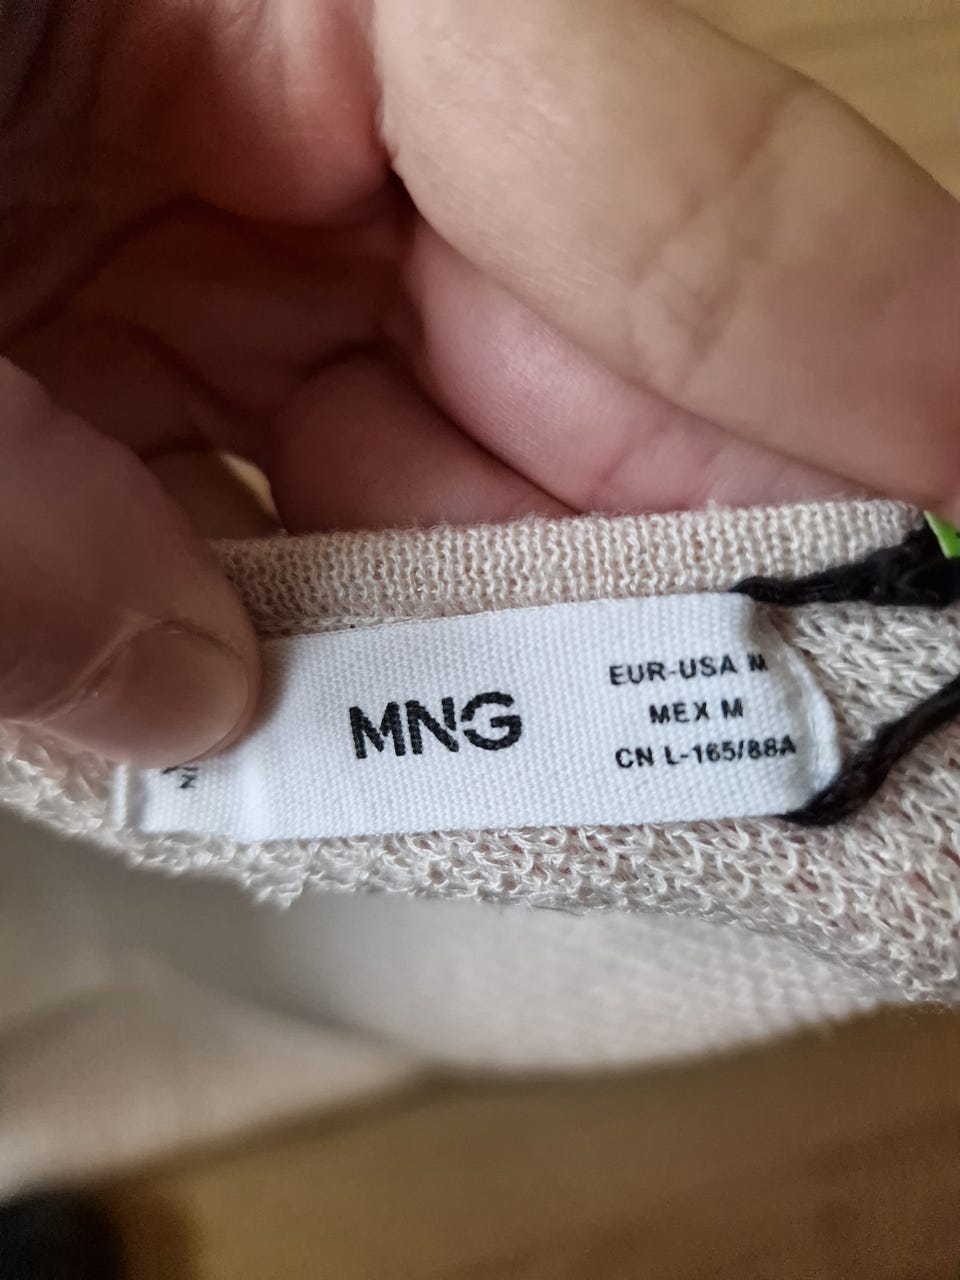 MNG
EUR-USA M
MEX M
CN L-165/88A